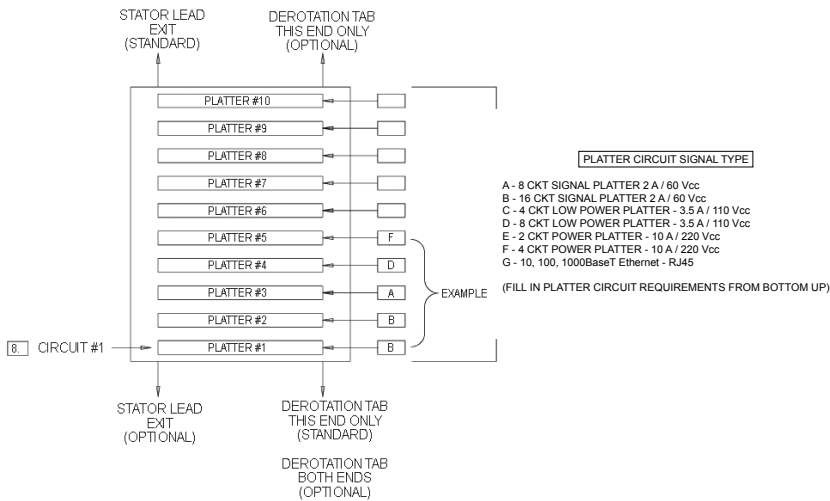 STATOR LEAD
EXIT
(STANDARD)
DEROTATION TAB
THIS END ONLY
(OPTIONAL)
PLATTER #10
PLATTER #9
PLATTER #8
PLATTER #7
PLATTER #6
PLATTER #5
F
PLATTER #4
D
PLATTER #3
A
PLATTER #2
B
8. CIRCUIT #1
PLATTER #1
B
EXAMPLE
PLATTER CIRCUIT SIGNAL TYPE
A - 8 CKT SIGNAL PLATTER 2 A / 60 Vcc
B - 16 CKT SIGNAL PLATTER 2 A / 60 Vcc
C - 4 CKT LOW POWER PLATTER - 3.5 A / 110 Vcc
D - 8 CKT LOW POWER PLATTER - 3.5 A / 110 Vcc
E - 2 CKT POWER PLATTER - 10 A / 220 Vcc
F - 4 CKT POWER PLATTER - 10 A / 220 Vcc
G - 10, 100, 1000BaseT Ethernet - RJ45
(FILL IN PLATTER CIRCUIT REQUIREMENTS FROM BOTTOM UP)
STATOR LEAD
EXIT
(OPTIONAL)
DEROTATION TAB
THIS END ONLY
(STANDARD)
DEROTATION TAB
BOTH ENDS
(OPTIONAL)